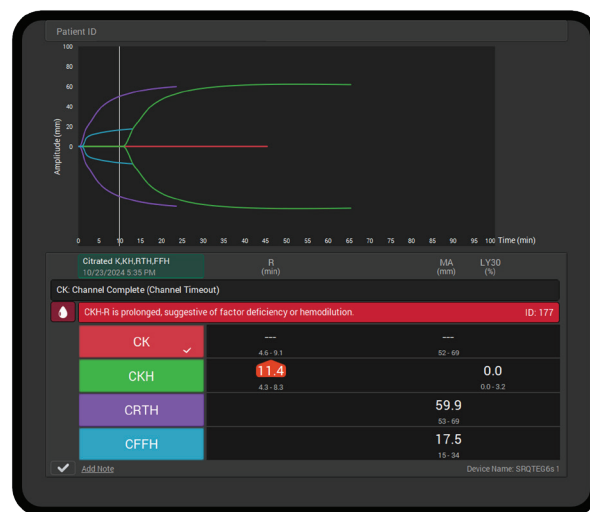 Patient ID
100
80
60
40
20
0
Amplitude (mm)
0 5 10 15 20 25 30 35 40 45 50 55 60 65 70 75 80 85 90 95 100 Time (min)
Citrated K,KH,RTH,FFH
10/23/2024 5:35 PM
R
(min)
MA
(mm)
LY30
(%)
CK: Channel Complete (Channel Timeout)
CKH-R is prolonged, suggestive of factor deficiency or hemodilution. ID: 177
CK --- ---
4.6 - 9.1 52 - 69
CKH 11.4 0.0
4.3 - 8.3 0.0 - 3.2
CRTH 59.9
53 - 69
CFFH 17.5
15 - 34
Add Note Device Name: SRQTEG6s 1